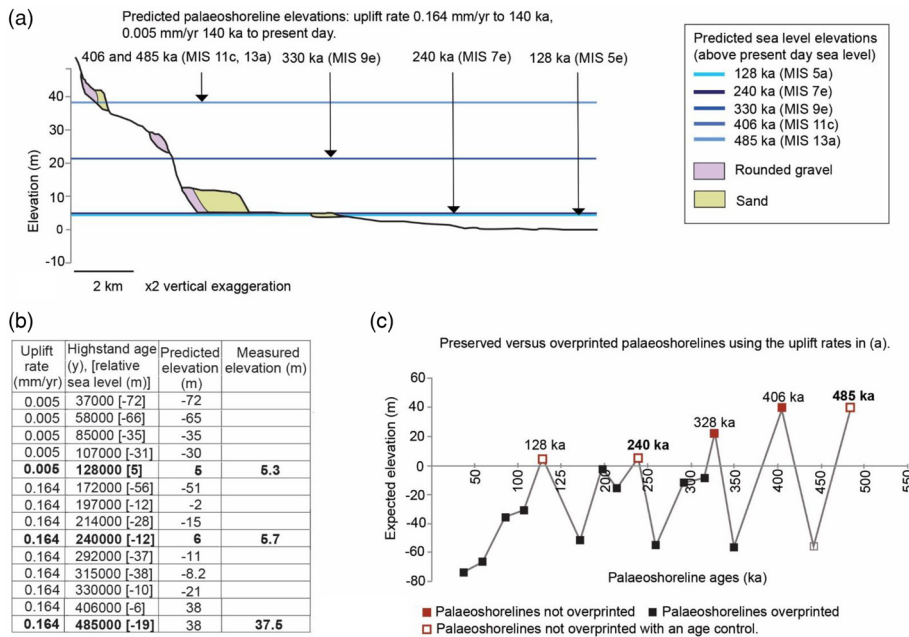 (a)
Predicted palaeoshoreline elevations: uplift rate 0.164 mm/yr to 140 ka,
0.005 mm/yr 140 ka to present day.
406 and 485 ka (MIS 11c, 13a)
330 ka (MIS 9e)
240 ka (MIS 7e)
128 ka (MIS 5e)
Elevation (m)
40
30
20
10
0
-10
2 km
x2 vertical exaggeration
Predicted sea level elevations
(above present day sea level)
128 ka (MIS 5a)
240 ka (MIS 7e)
330 ka (MIS 9e)
406 ka (MIS 11c)
485 ka (MIS 13a)
Rounded gravel
Sand
(b)
Uplift rate (mm/yr) Highstand age (y), [relative sea level (m)] Predicted elevation (m) Measured elevation (m)
0.005 37000 [-72] -72
0.005 58000 [-66] -65
0.005 85000 [-35] -35
0.005 107000 [-31] -30
0.005 128000 [5] 5 5.3
0.164 172000 [-56] -51
0.164 197000 [-12] -2
0.164 214000 [-28] -15
0.164 240000 [-12] 6 5.7
0.164 292000 [-37] -11
0.164 315000 [-38] -8.2
0.164 330000 [-10] -21
0.164 406000 [-6] 38
0.164 485000 [-19] 38 37.5
(c)
Preserved versus overprinted palaeoshorelines using the uplift rates in (a).
Expected elevation (m)
60
40
20
0
-20
-40
-60
-80
128 ka
240 ka
328 ka
406 ka
485 ka
50
100
125
200
250
300
350
400
450
500
550
Palaeoshoreline ages (ka)
Palaeoshorelines not overprinted
Palaeoshorelines overprinted
Palaeoshorelines not overprinted with an age control.